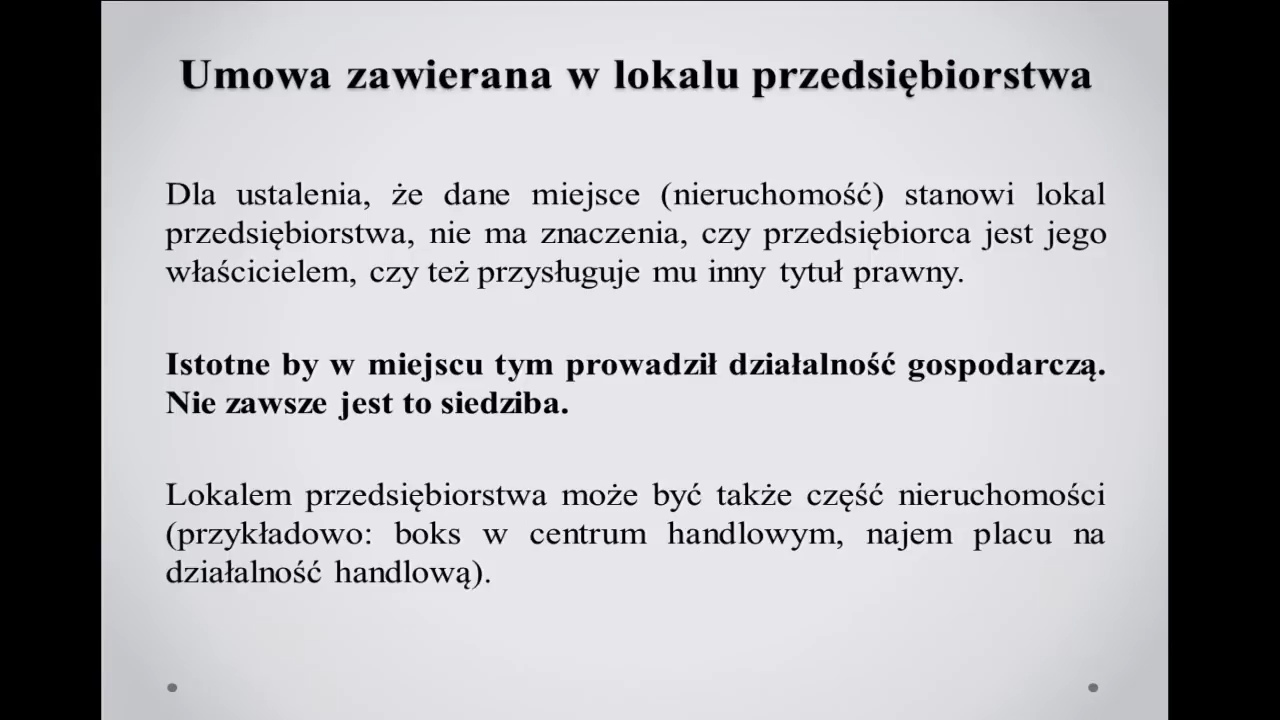 Umowa zawierana w lokalu przedsiębiorstwa
Dla ustalenia, że dane miejsce (nieruchomość) stanowi lokal
przedsiębiorstwa, nie ma znaczenia, czy przedsiębiorca jest jego
właścicielem, czy też przysługuje mu inny tytuł prawny.
Istotne by w miejscu tym prowadził działalność gospodarczą.
Nie zawsze jest to siedziba.
Lokalem przedsiębiorstwa może być także część nieruchomości
(przykładowo: boks w centrum handlowym, najem placu na
działalność handlową).